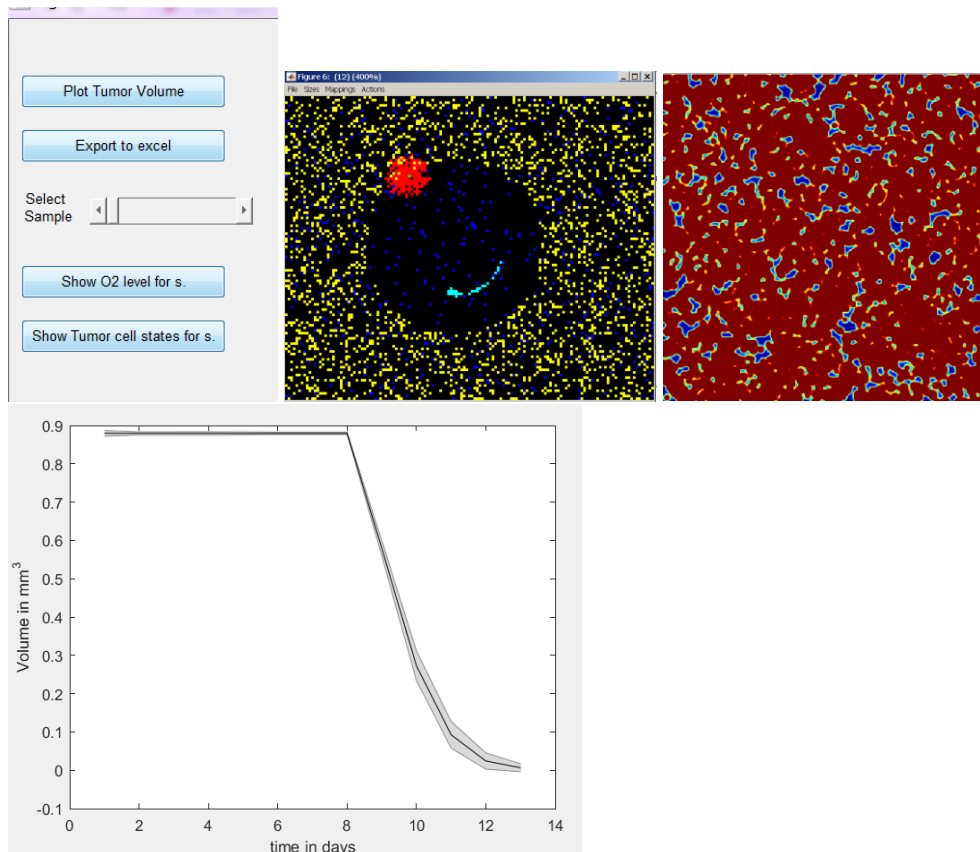 Plot Tumor Volume
Export to excel
Select
Sample
Show O2 level for s.
Show Tumor cell states for s.
Figure 6: (12) (400%)
File Sizes Mappings Actions
0.9
0.8
0.7
0.6
0.5
0.4
0.3
0.2
0.1
0
-0.1
Volume in mm³
0 2 4 6 8 10 12 14
time in days